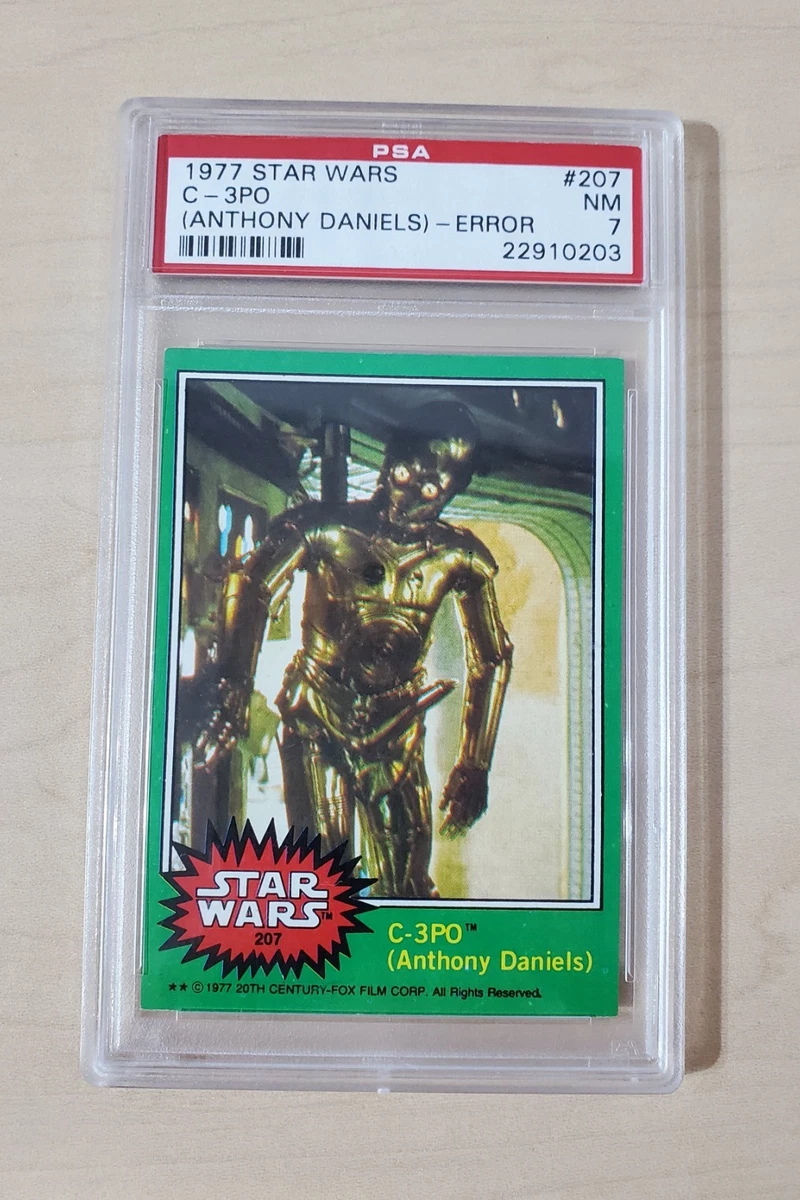 PSA
1977 STAR WARS #207
C-3PO NM
(ANTHONY DANIELS)-ERROR 7
22910203
STAR
WARS™
207
C-3PO™
(Anthony Daniels)
★★ ©1977 20TH CENTURY-FOX FILM CORP. All Rights Reserved.